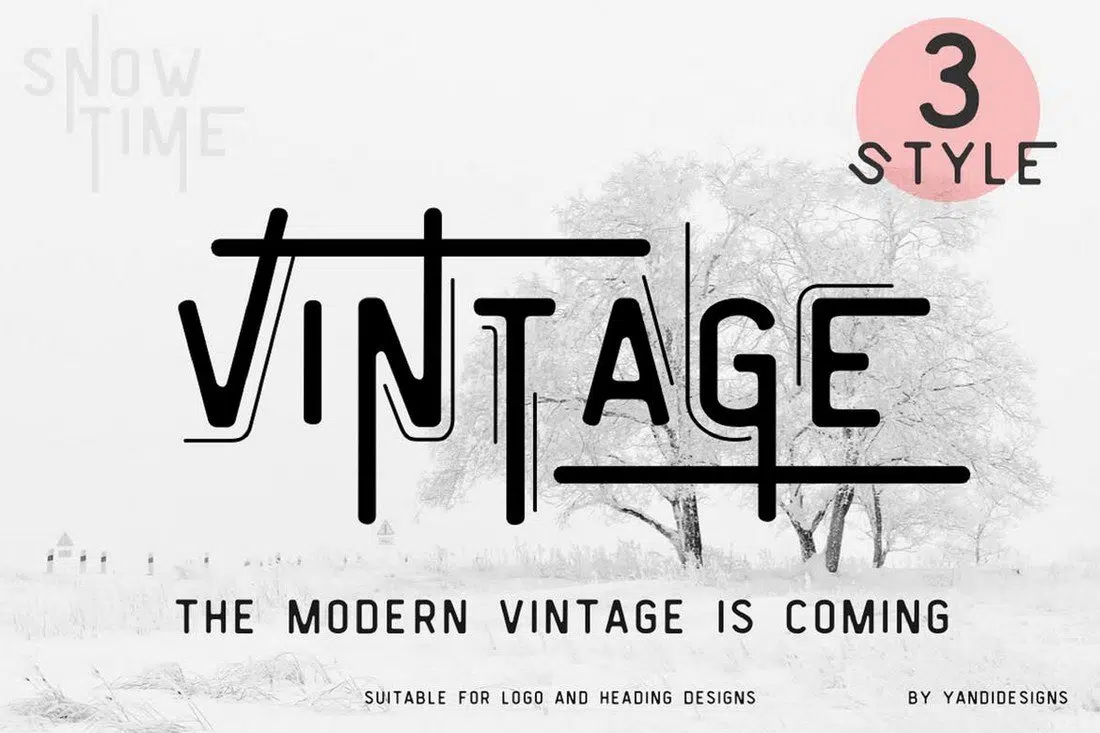 SNOW
TIME
3
STYLE
VINTAGE
THE MODERN VINTAGE IS COMING
SUITABLE FOR LOGO AND HEADING DESIGNS
BY YANDIDESIGNS